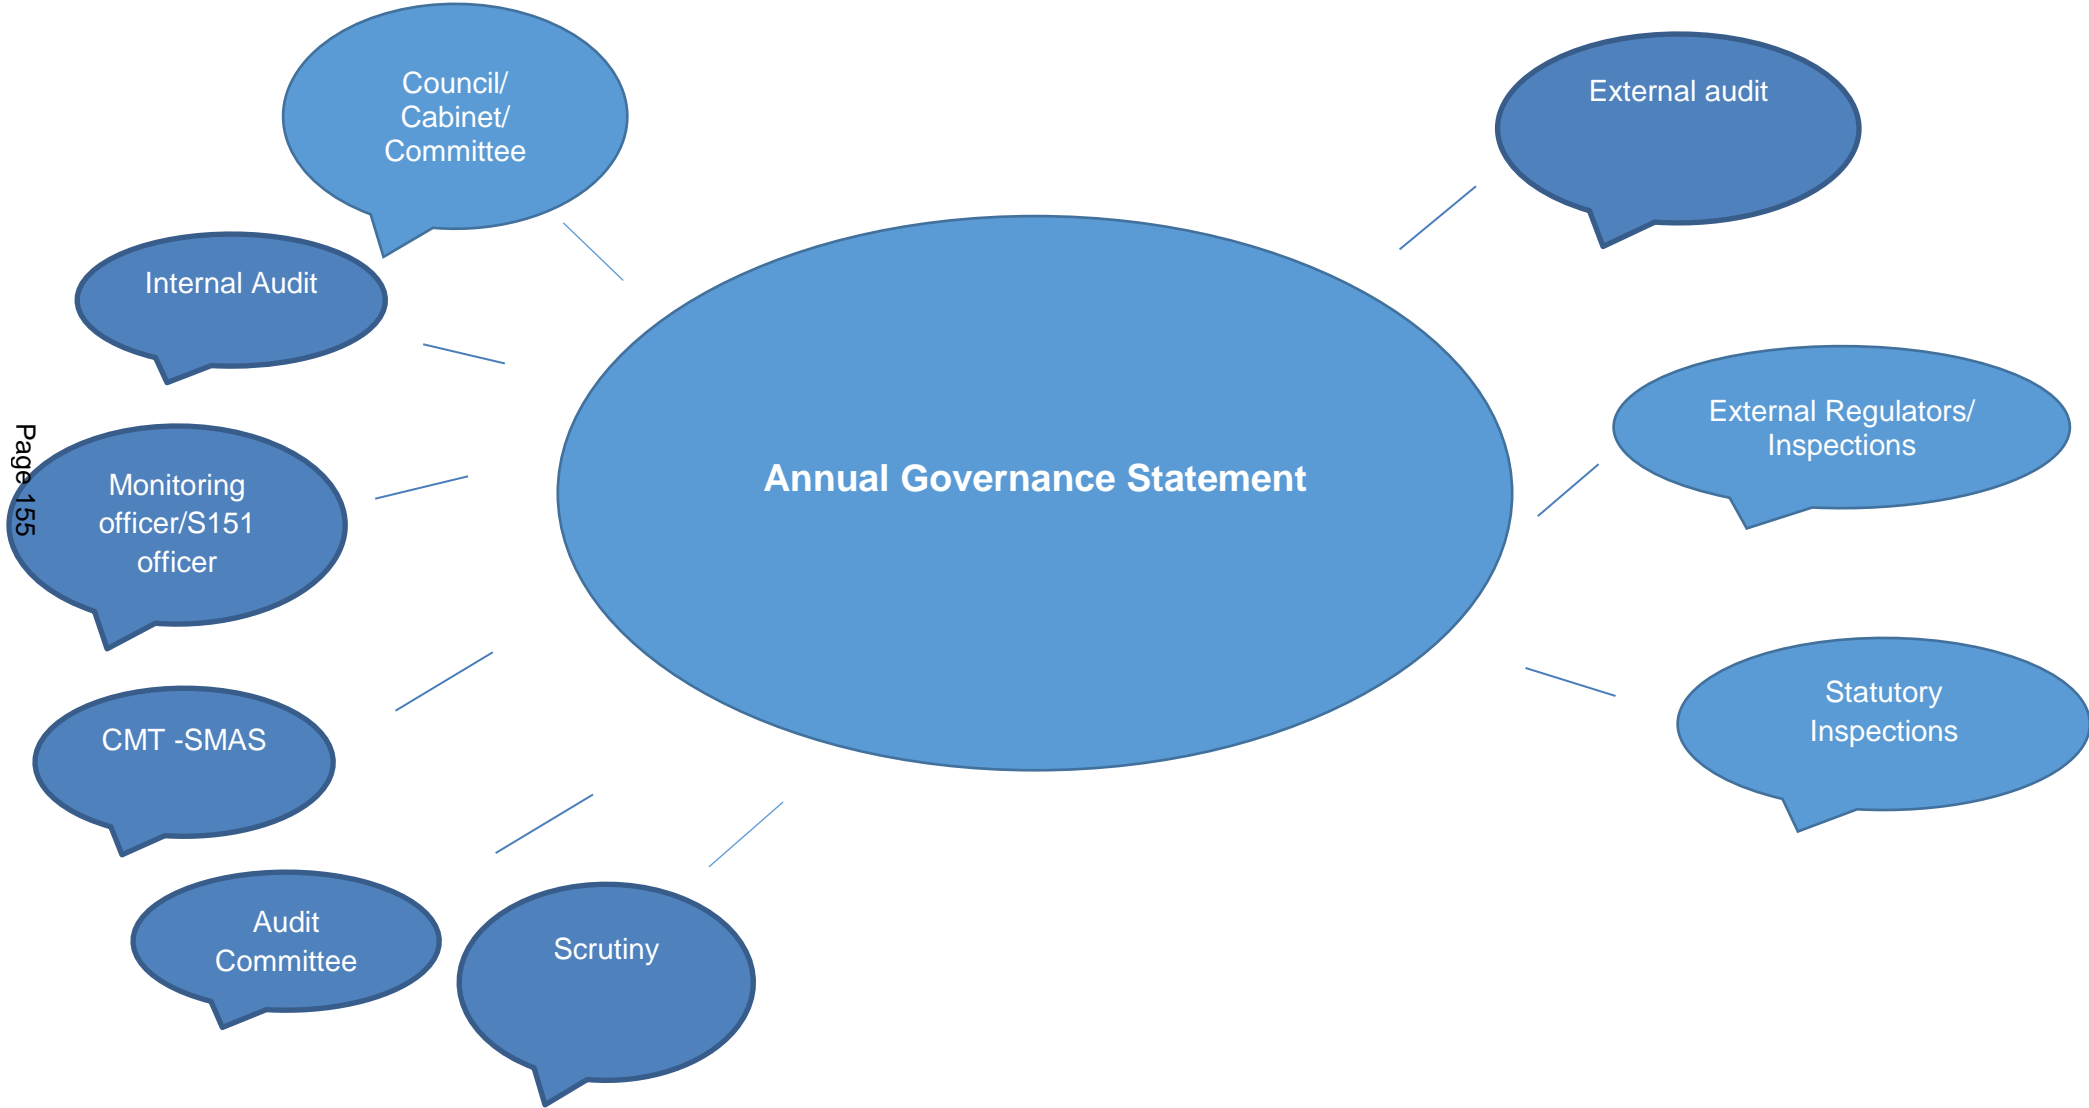 Council/
Cabinet/
Committee
External audit
Internal Audit
External Regulators/
Inspections
Page 155
Monitoring
officer/S151
officer
Annual Governance Statement
Statutory
Inspections
CMT -SMAS
Audit
Committee
Scrutiny